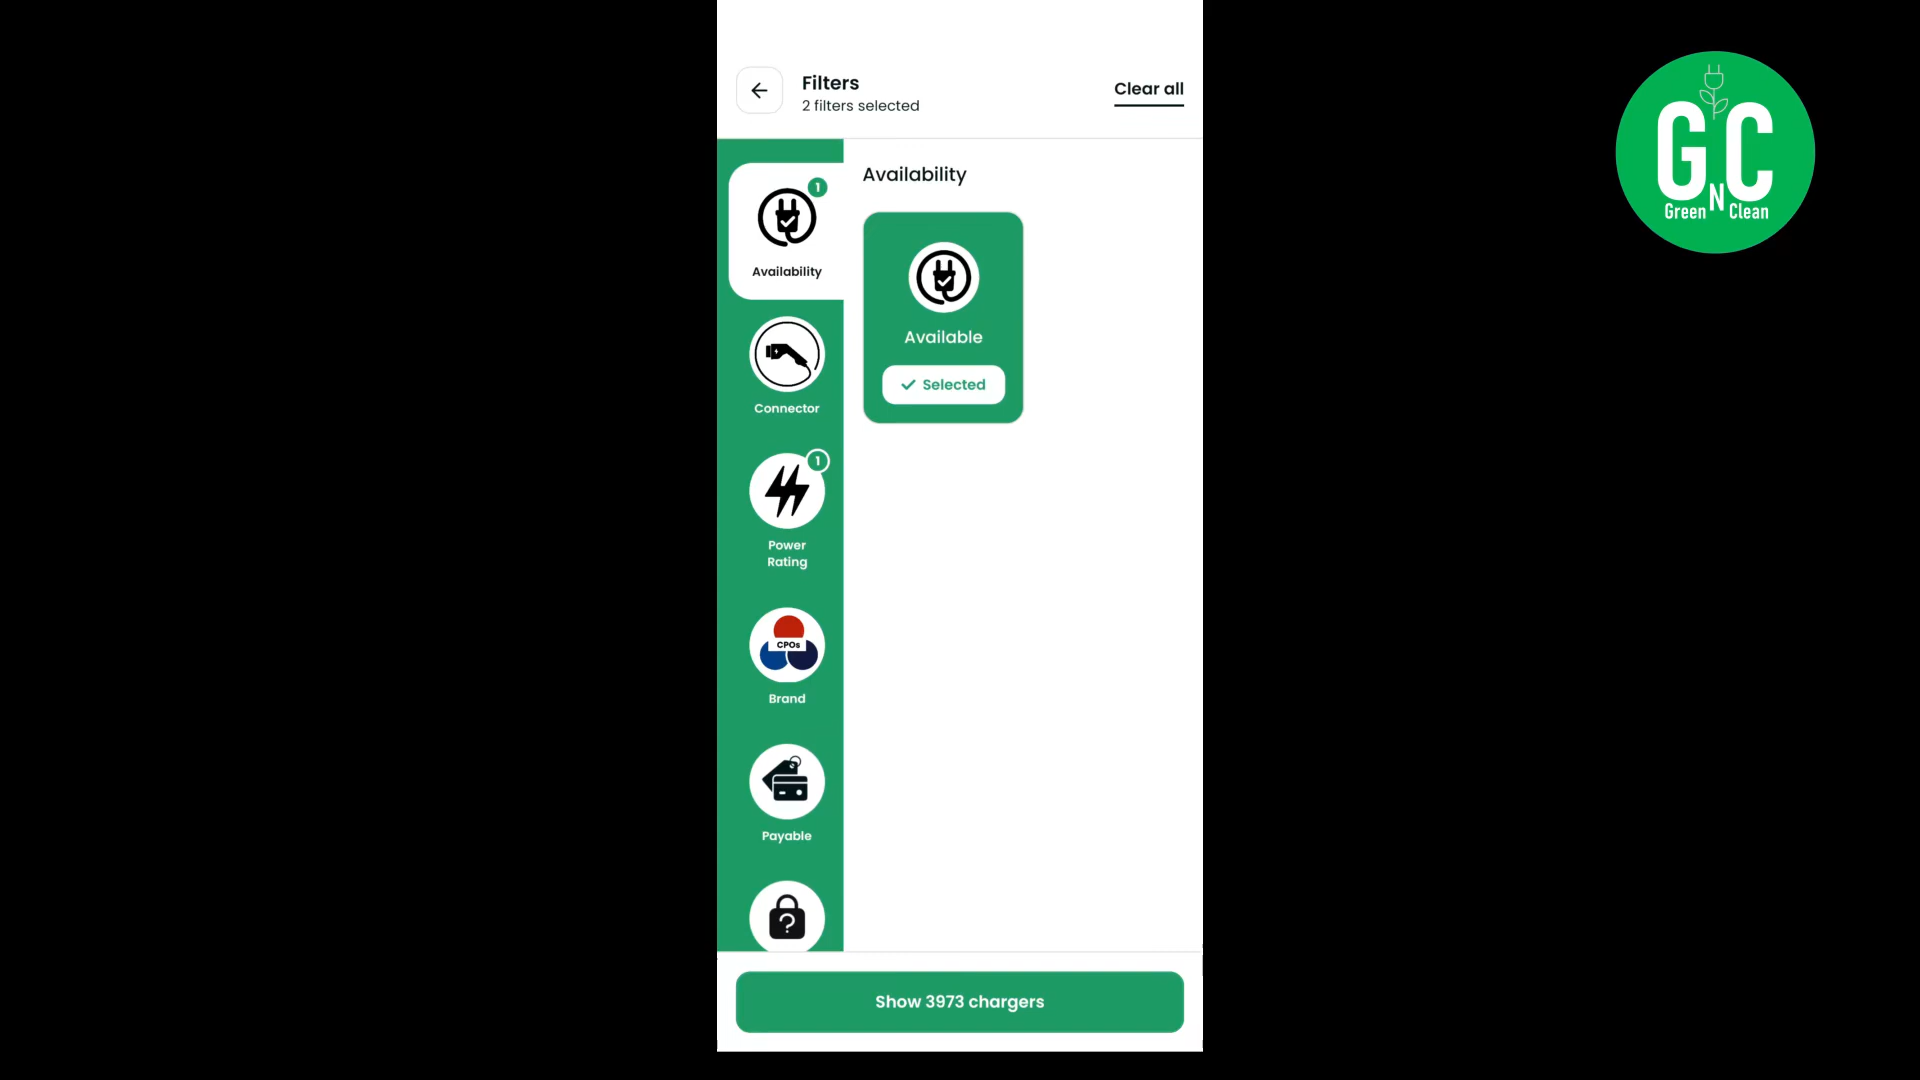 Filters
2 filters selected
Clear all
1
Availability
Connector
1
Power
Rating
CPOs
Brand
Payable
?
Availability
Available
Selected
Show 3973 chargers
GNC
Green Clean